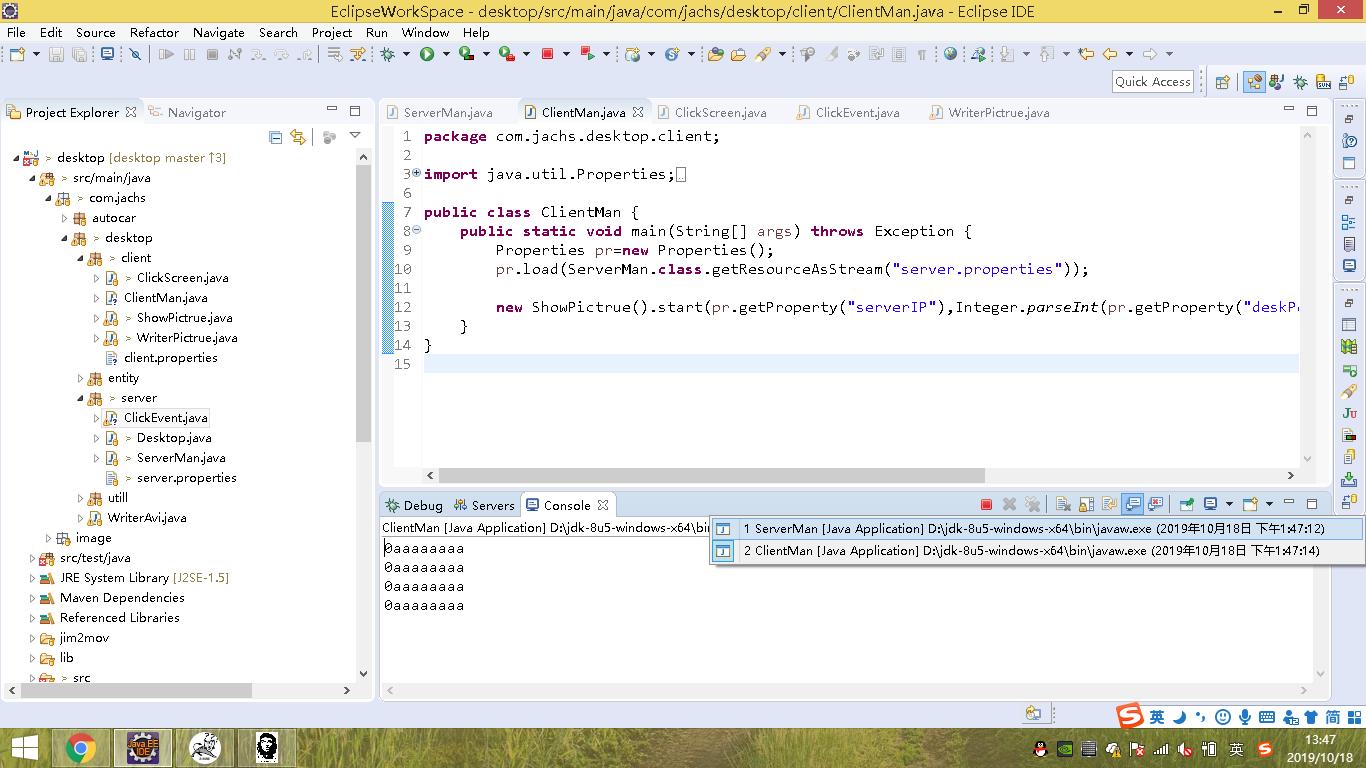 EclipseWorkSpace - desktop/src/main/java/com/jachs/desktop/client/ClientMan.java - Eclipse IDE
File Edit Source Refactor Navigate Search Project Run Window Help
Quick Access
Project Explorer Navigator
> desktop [desktop master ↑3]
> src/main/java
> com.jachs
autocar
> desktop
> client
> ClickScreen.java
ClientMan.java
> ShowPictrue.java
> WriterPictrue.java
client.properties
entity
> server
ClickEvent.java
> Desktop.java
> ServerMan.java
> server.properties
utill
WriterAvi.java
image
src/test/java
JRE System Library [J2SE-1.5]
Maven Dependencies
Referenced Libraries
jim2mov
lib
> src
ServerMan.java ClientMan.java ClickScreen.java ClickEvent.java WriterPictrue.java
1 package com.jachs.desktop.client;
2
3 import java.util.Properties;
6
7 public class ClientMan {
8 public static void main(String[] args) throws Exception {
9 Properties pr=new Properties();
10 pr.load(ServerMan.class.getResourceAsStream("server.properties"));
11
12 new ShowPictrue().start(pr.getProperty("serverIP"),Integer.parseInt(pr.getProperty("deskP
13 }
14 }
15
Debug Servers Console
ClientMan [Java Application] D:\jdk-8u5-windows-x64\bin
1 ServerMan [Java Application] D:\jdk-8u5-windows-x64\bin\javaw.exe (2019年10月18日 下午1:47:12)
2 ClientMan [Java Application] D:\jdk-8u5-windows-x64\bin\javaw.exe (2019年10月18日 下午1:47:14)
0aaaaaaaa
0aaaaaaaa
0aaaaaaaa
0aaaaaaaa
英 简
Java EE IDE
英
13:47
2019/10/18